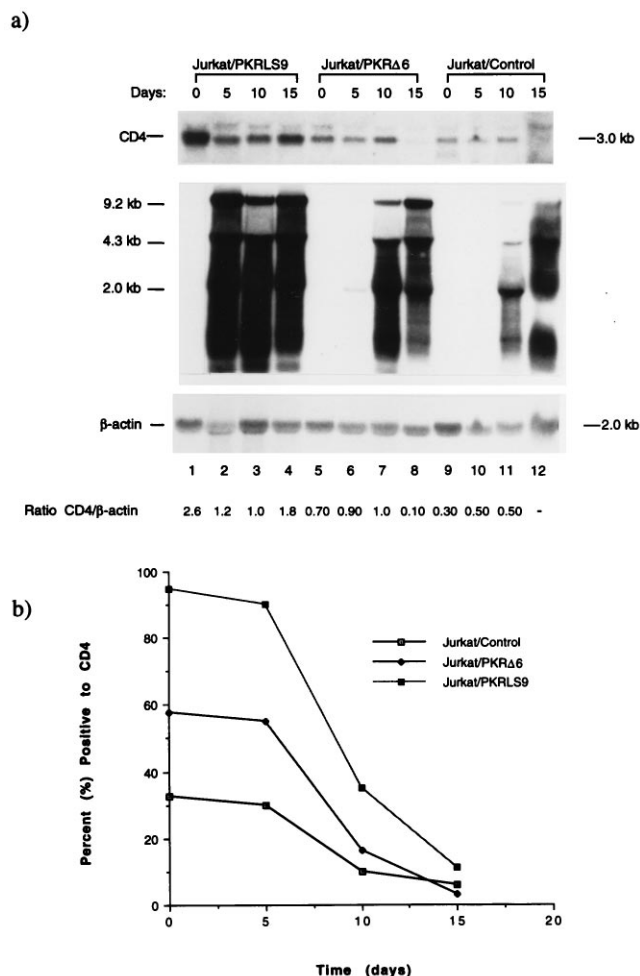 a)
Jurkat/PKRLS9 Jurkat/PKRΔ6 Jurkat/Control
Days: 0 5 10 15 0 5 10 15 0 5 10 15
CD4 3.0 kb
9.2 kb
4.3 kb
2.0 kb
β-actin 2.0 kb
1 2 3 4 5 6 7 8 9 10 11 12
Ratio CD4/β-actin 2.6 1.2 1.0 1.8 0.70 0.90 1.0 0.10 0.30 0.50 0.50 -
b)
100
80
60
40
20
0
0 5 10 15 20
Percent (%) Positive to CD4
Jurkat/Control
Jurkat/PKRΔ6
Jurkat/PKRLS9
Time (days)